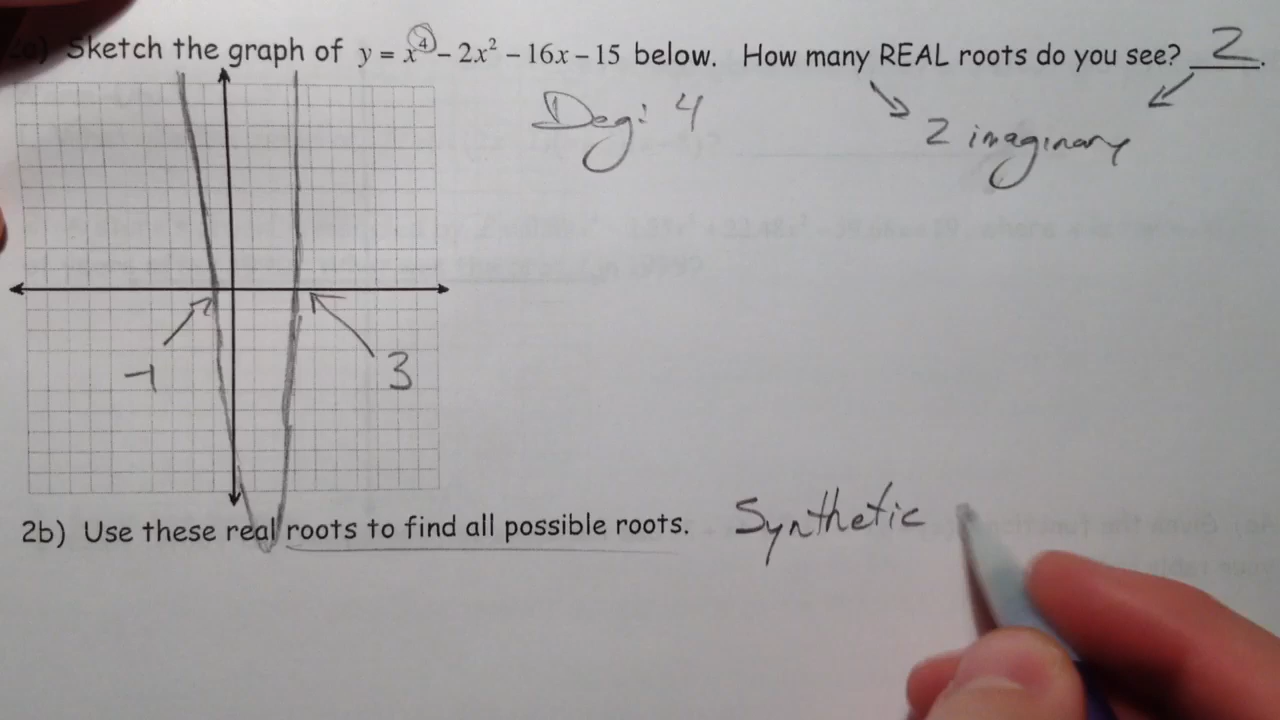 Sketch the graph of y = x⁴ – 2x² – 16x – 15 below. How many REAL roots do you see? 2.
Deg: 4
2 imaginary
-1
3
2b) Use these real roots to find all possible roots. Synthetic